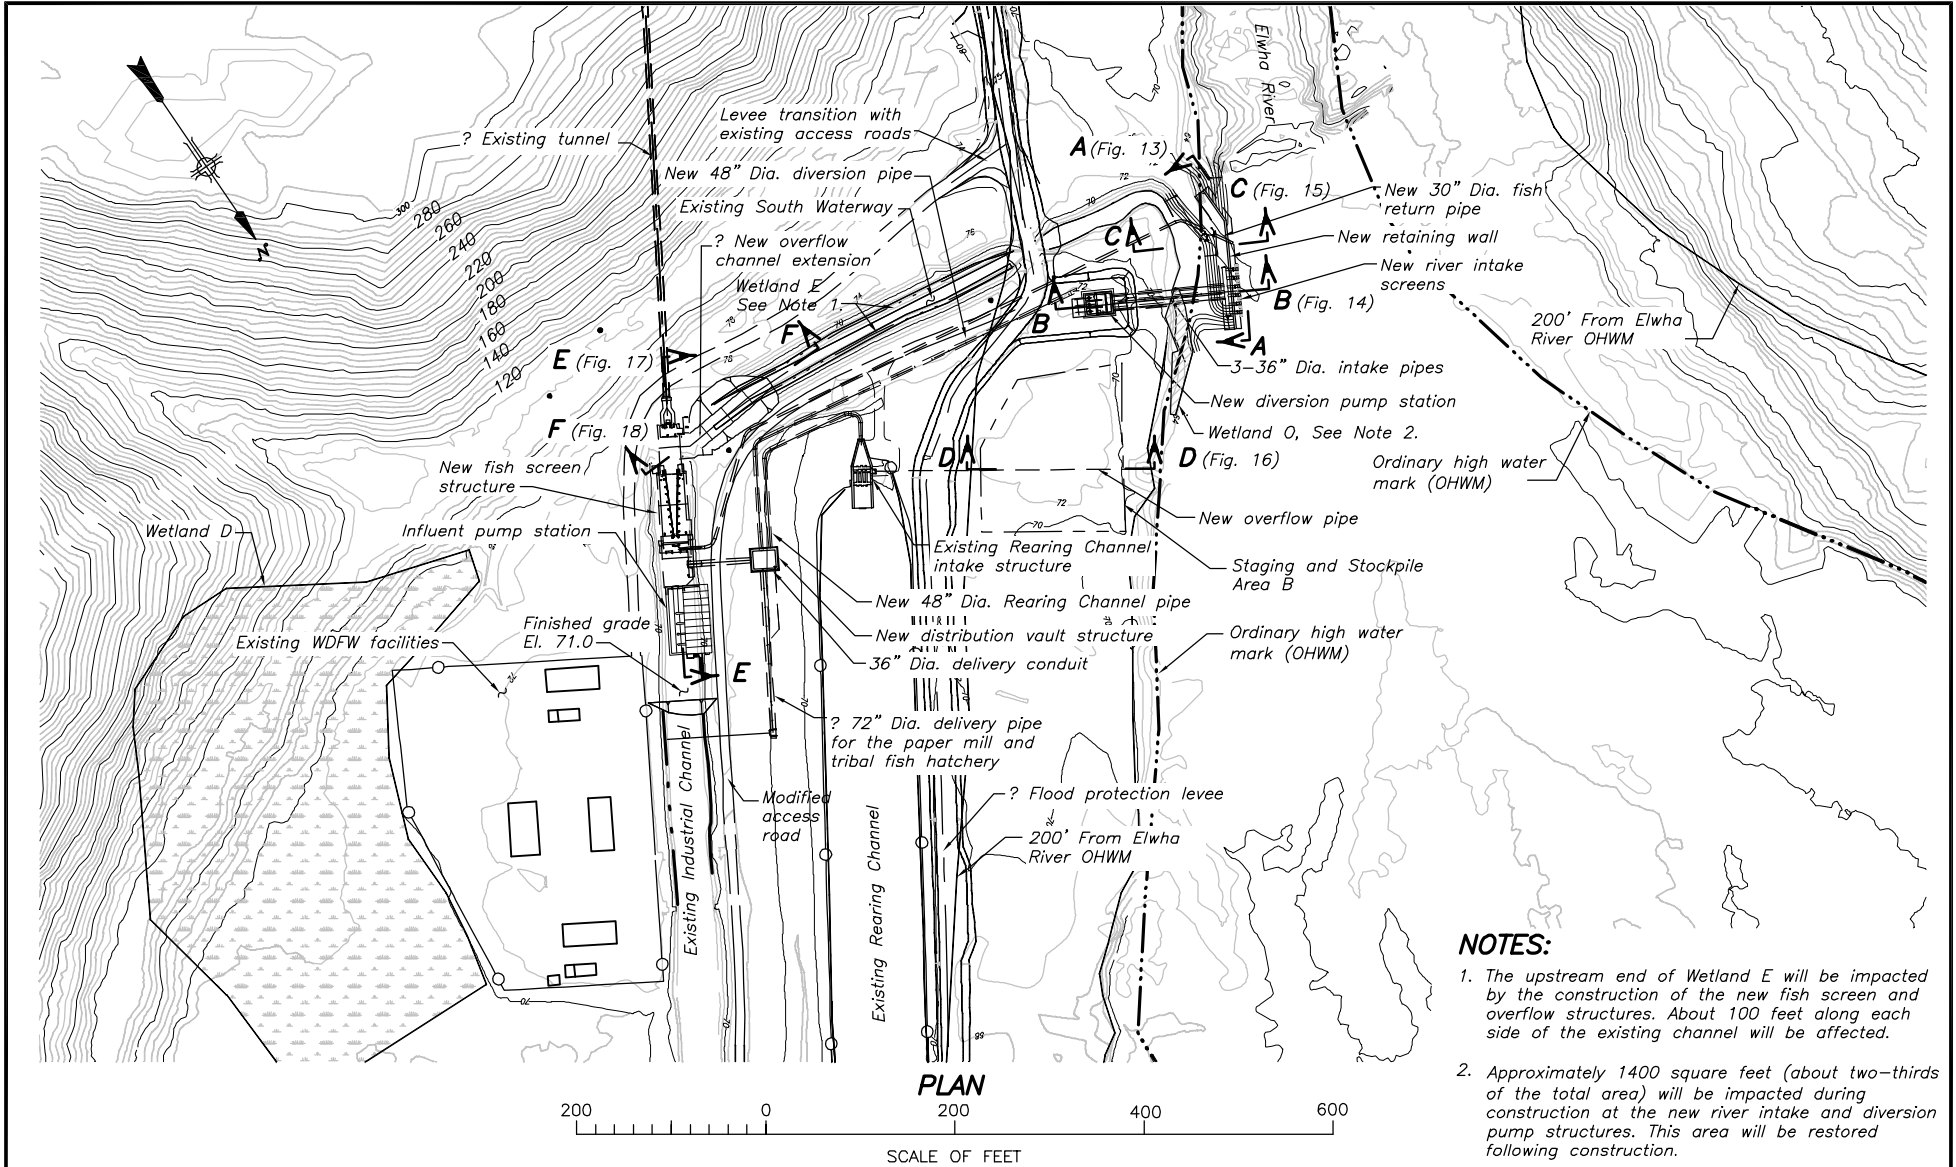 Elwha River
Levee transition with
existing access roads
? Existing tunnel
A (Fig. 13)
New 48" Dia. diversion pipe
C (Fig. 15)
New 30" Dia. fish
return pipe
Existing South Waterway
300
280
260
240
220
200
180
160
140
120
N
? New overflow
channel extension
C
New retaining wall
New river intake
screens
Wetland E
See Note 1.
B
B (Fig. 14)
F
200' From Elwha
River OHWM
E (Fig. 17)
A
3-36" Dia. intake pipes
New diversion pump station
F (Fig. 18)
Wetland O, See Note 2.
D
D (Fig. 16)
Ordinary high water
mark (OHWM)
New fish screen
structure
New overflow pipe
Wetland D
Influent pump station
Existing Rearing Channel
intake structure
Staging and Stockpile
Area B
New 48" Dia. Rearing Channel pipe
Finished grade
El. 71.0
New distribution vault structure
Ordinary high water
mark (OHWM)
Existing WDFW facilities
36" Dia. delivery conduit
E
? 72" Dia. delivery pipe
for the paper mill and
tribal fish hatchery
Existing Industrial Channel
Modified
access
road
Existing Rearing Channel
? Flood protection levee
200' From Elwha
River OHWM
72
70
70
72
70
76
78
NOTES:
1. The upstream end of Wetland E will be impacted
by the construction of the new fish screen and
overflow structures. About 100 feet along each
side of the existing channel will be affected.
2. Approximately 1400 square feet (about two-thirds
of the total area) will be impacted during
construction at the new river intake and diversion
pump structures. This area will be restored
following construction.
PLAN
200 0 200 400 600
SCALE OF FEET